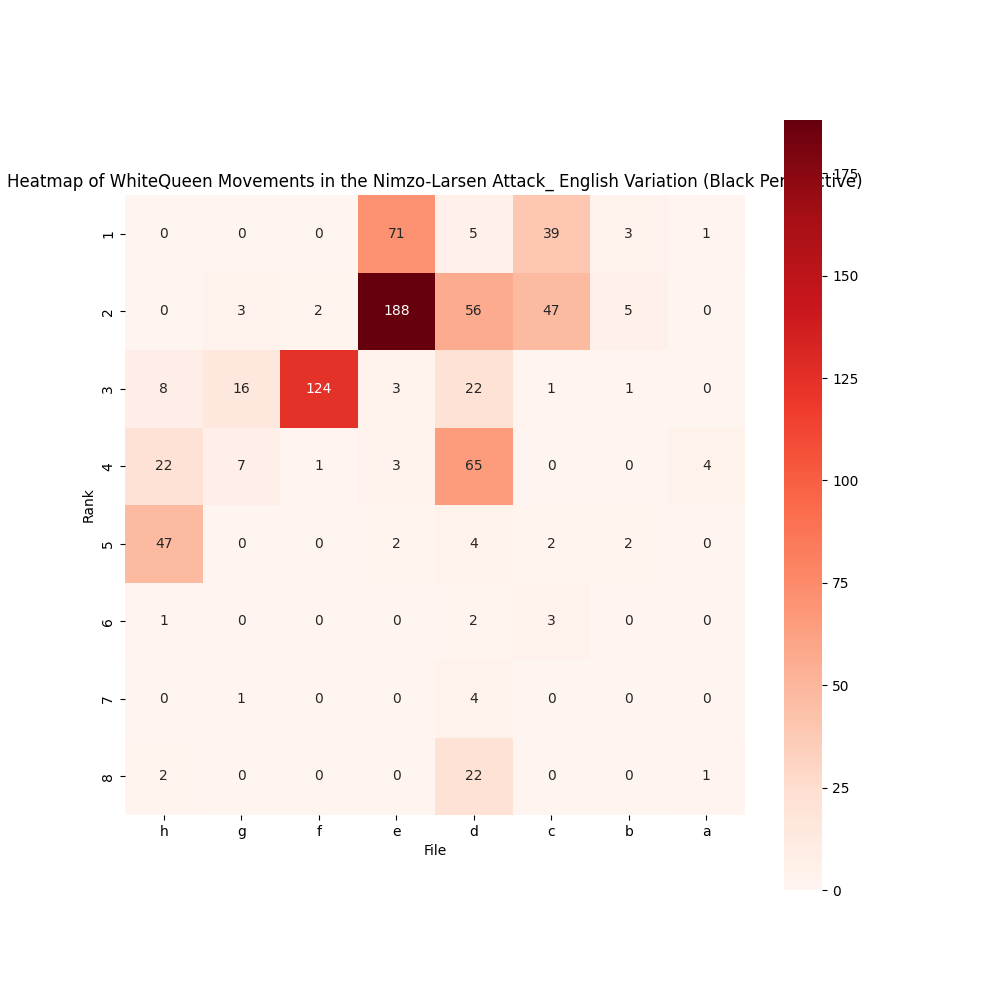 Heatmap of WhiteQueen Movements in the Nimzo-Larsen Attack_ English Variation (Black Per    tive)
175
1 0 0 0 71 5 39 3 1
150
2 0 3 2 188 56 47 5 0
125
3 8 16 124 3 22 1 1 0
100
4 22 7 1 3 65 0 0 4
Rank
75
5 47 0 0 2 4 2 2 0
50
6 1 0 0 0 2 3 0 0
7 0 1 0 0 4 0 0 0
25
8 2 0 0 0 22 0 0 1
h g f e d c b a
File
0